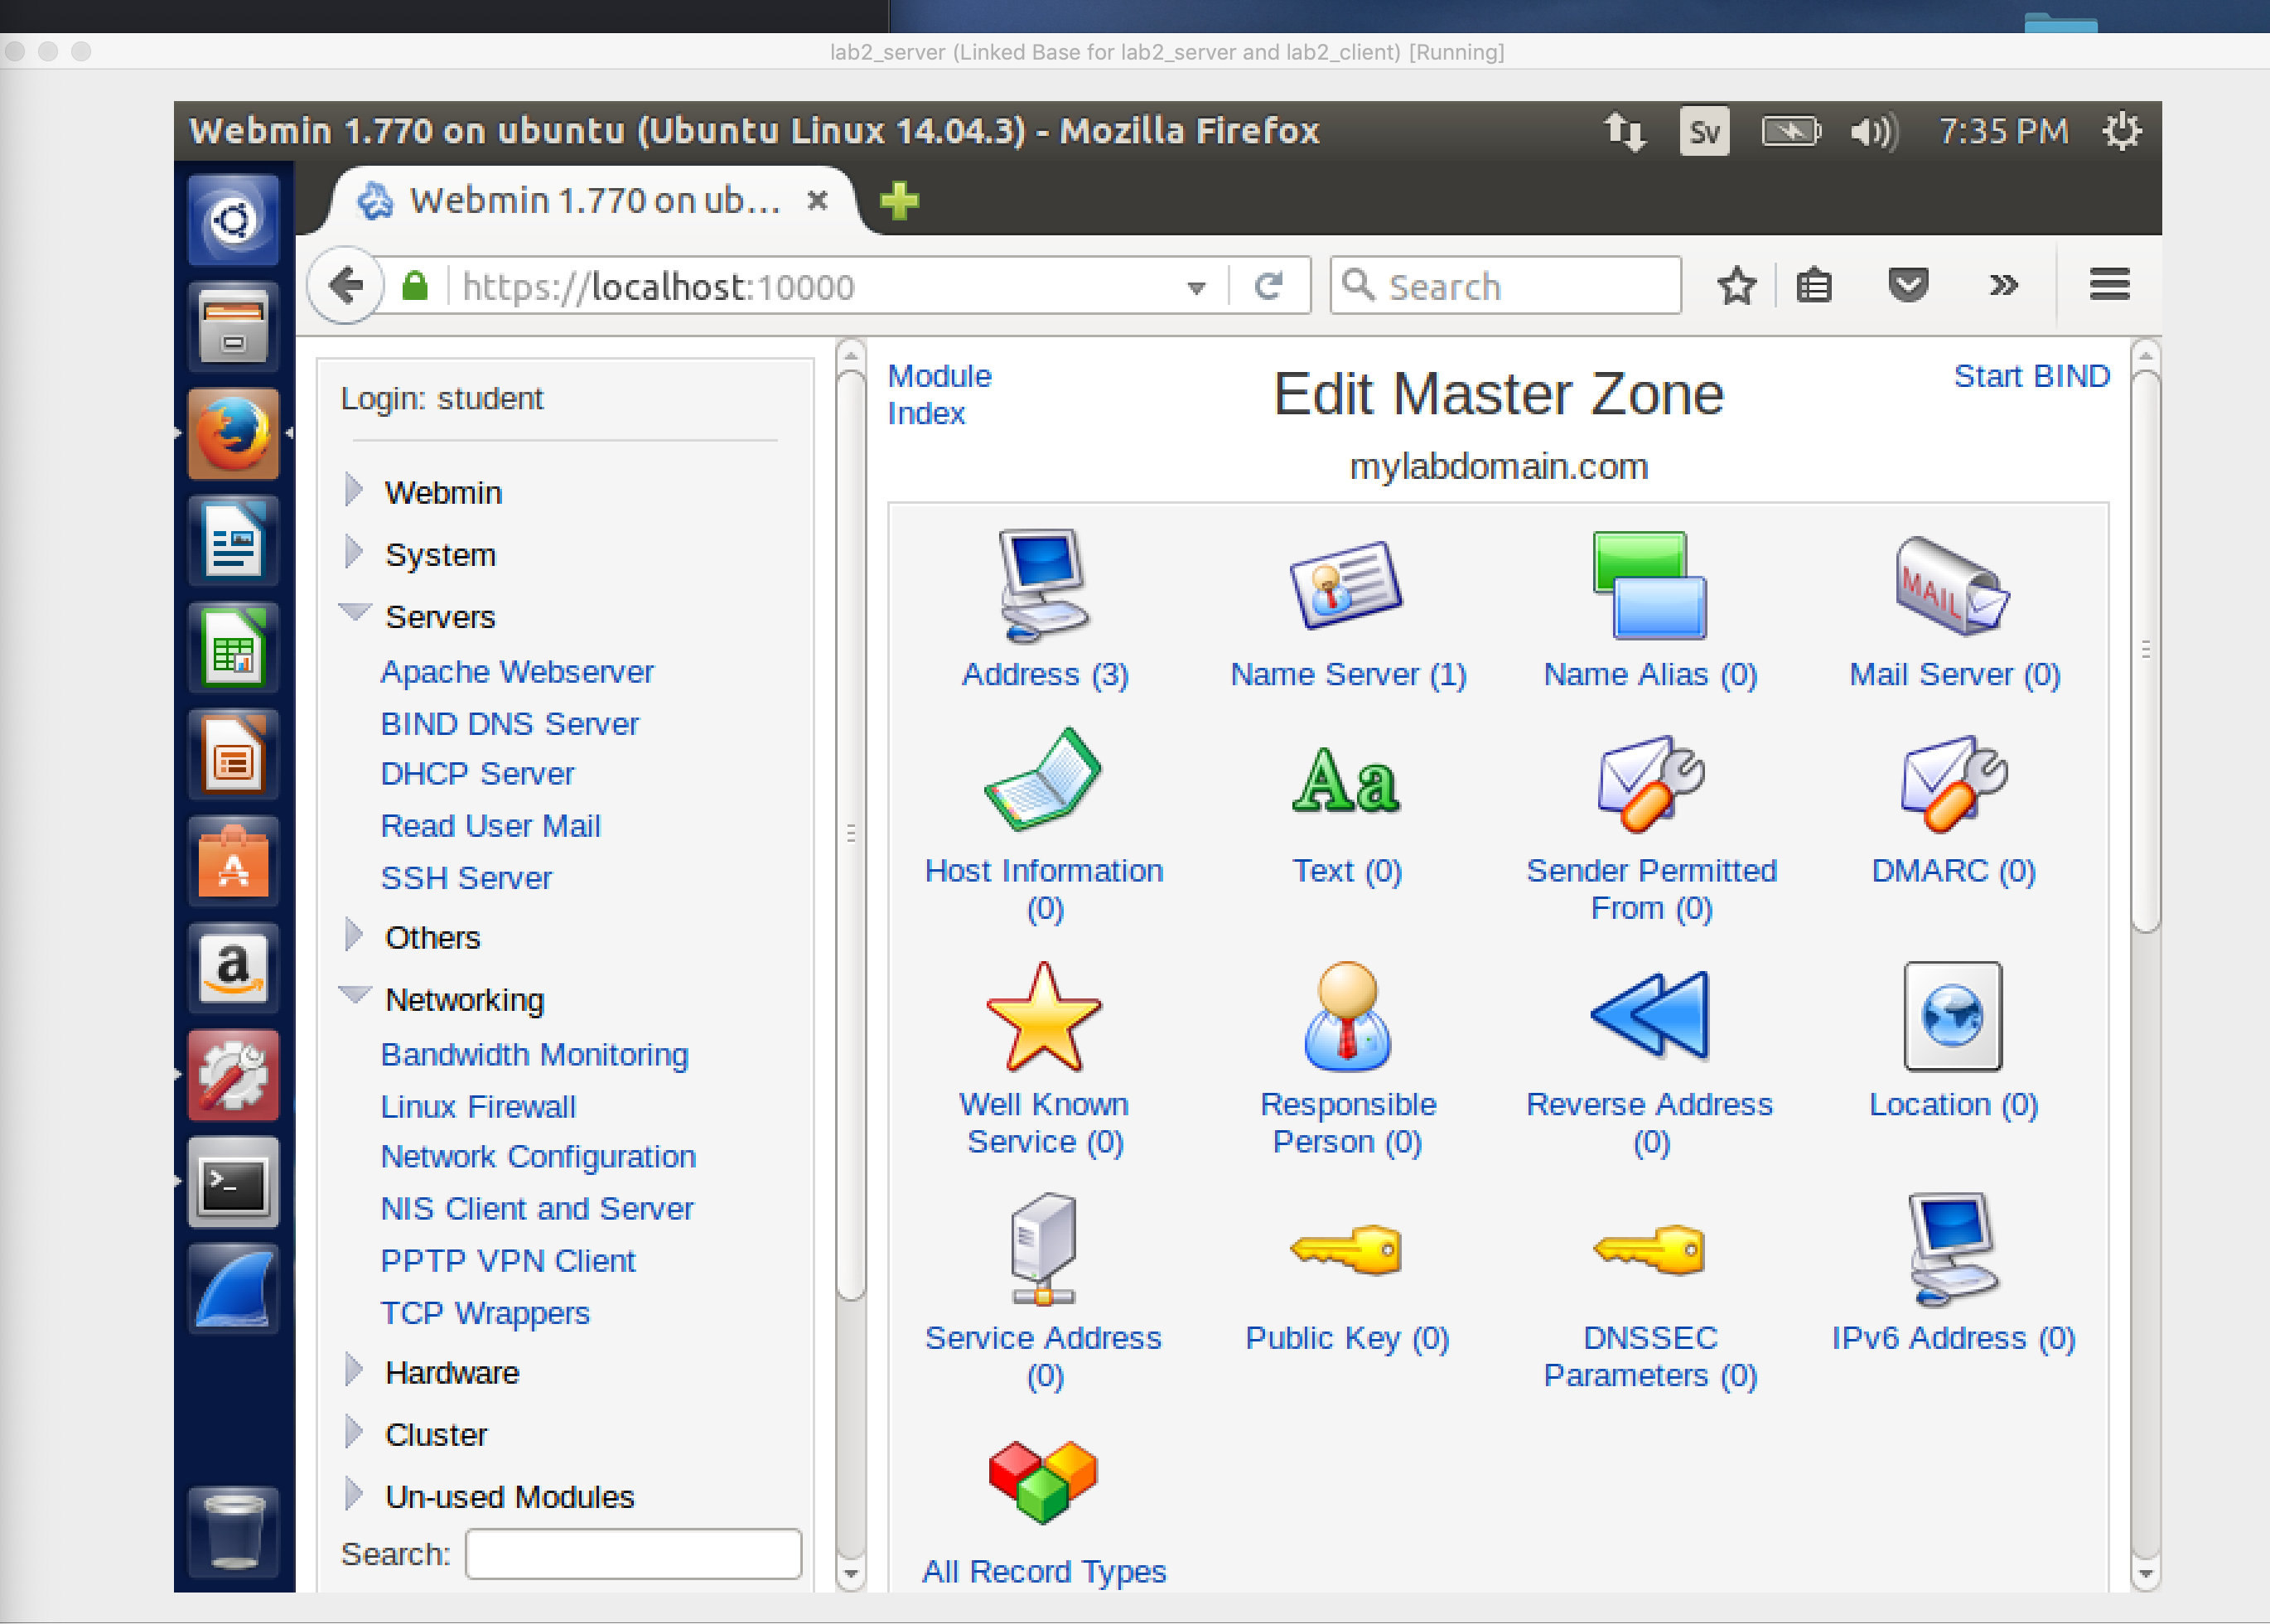 lab2_server (Linked Base for lab2_server and lab2_client) [Running]
Webmin 1.770 on ubuntu (Ubuntu Linux 14.04.3) - Mozilla Firefox
Sv
7:35 PM
Webmin 1.770 on ub...
https://localhost:10000
Search
Login: student
Webmin
System
Servers
Apache Webserver
BIND DNS Server
DHCP Server
Read User Mail
SSH Server
Others
Networking
Bandwidth Monitoring
Linux Firewall
Network Configuration
NIS Client and Server
PPTP VPN Client
TCP Wrappers
Hardware
Cluster
Un-used Modules
Search:
Module
Index
Edit Master Zone
Start BIND
mylabdomain.com
MAIL
Address (3)
Name Server (1)
Name Alias (0)
Mail Server (0)
Aa
Host Information
(0)
Text (0)
Sender Permitted
From (0)
DMARC (0)
Well Known
Service (0)
Responsible
Person (0)
Reverse Address
(0)
Location (0)
Service Address
(0)
Public Key (0)
DNSSEC
Parameters (0)
IPv6 Address (0)
All Record Types